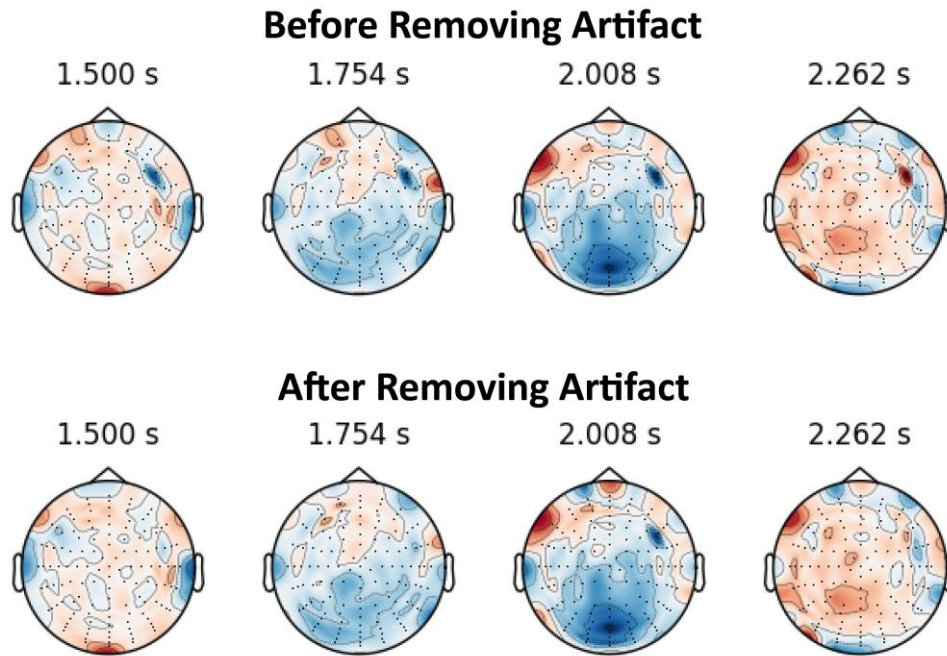 Before Removing Artifact
1.500 s 1.754 s 2.008 s 2.262 s
After Removing Artifact
1.500 s 1.754 s 2.008 s 2.262 s